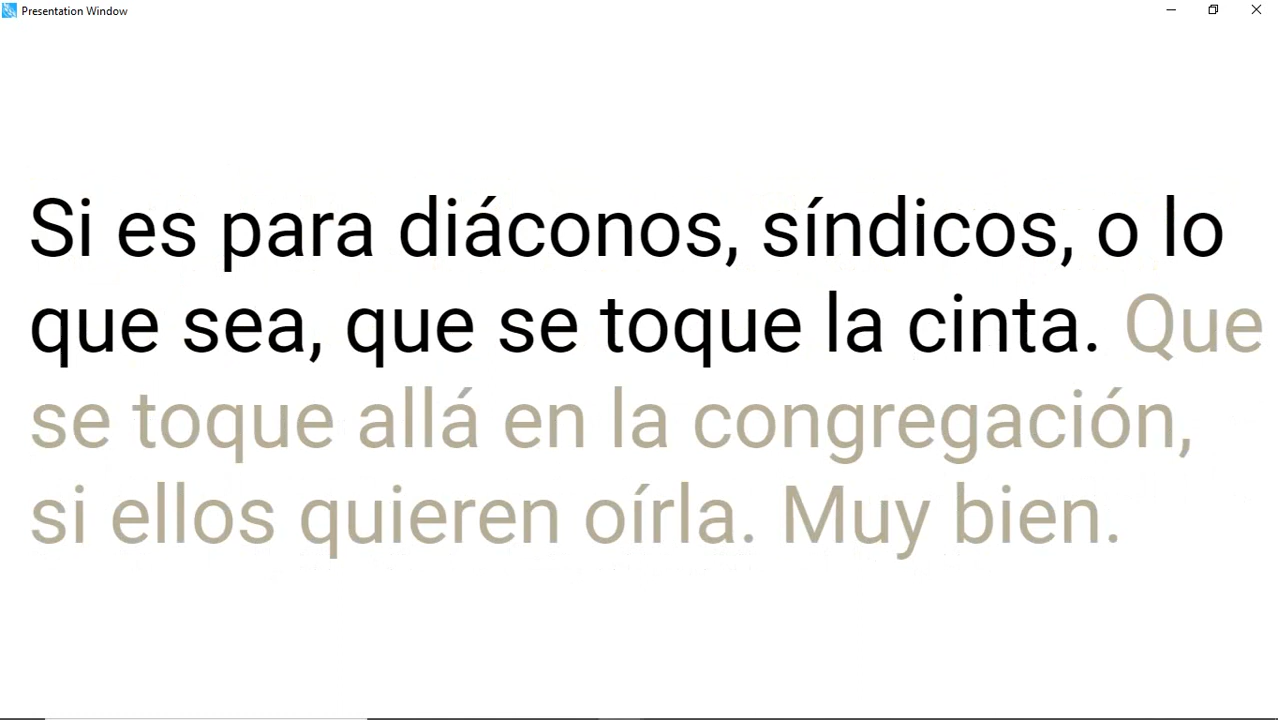 Presentation Window
Si es para diáconos, síndicos, o lo
que sea, que se toque la cinta. Que
se toque allá en la congregación,
si ellos quieren oírla. Muy bien.